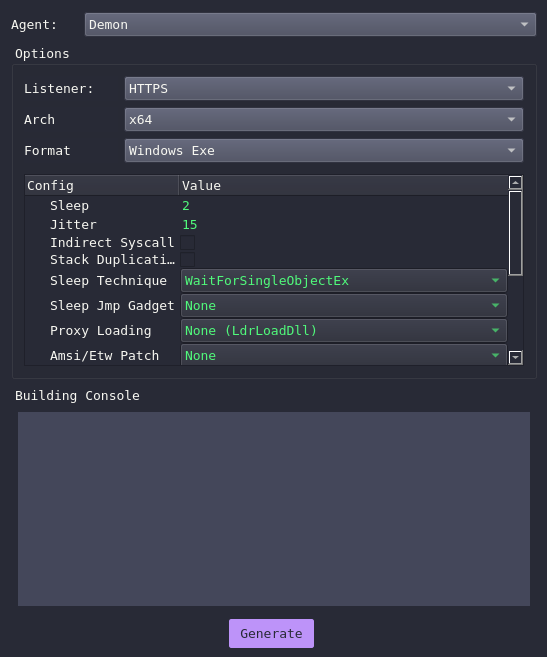 Agent: Demon
Options
Listener: HTTPS
Arch x64
Format Windows Exe
Config Value
Sleep 2
Jitter 15
Indirect Syscall
Stack Duplicati…
Sleep Technique WaitForSingleObjectEx
Sleep Jmp Gadget None
Proxy Loading None (LdrLoadDll)
Amsi/Etw Patch None
Building Console
Generate